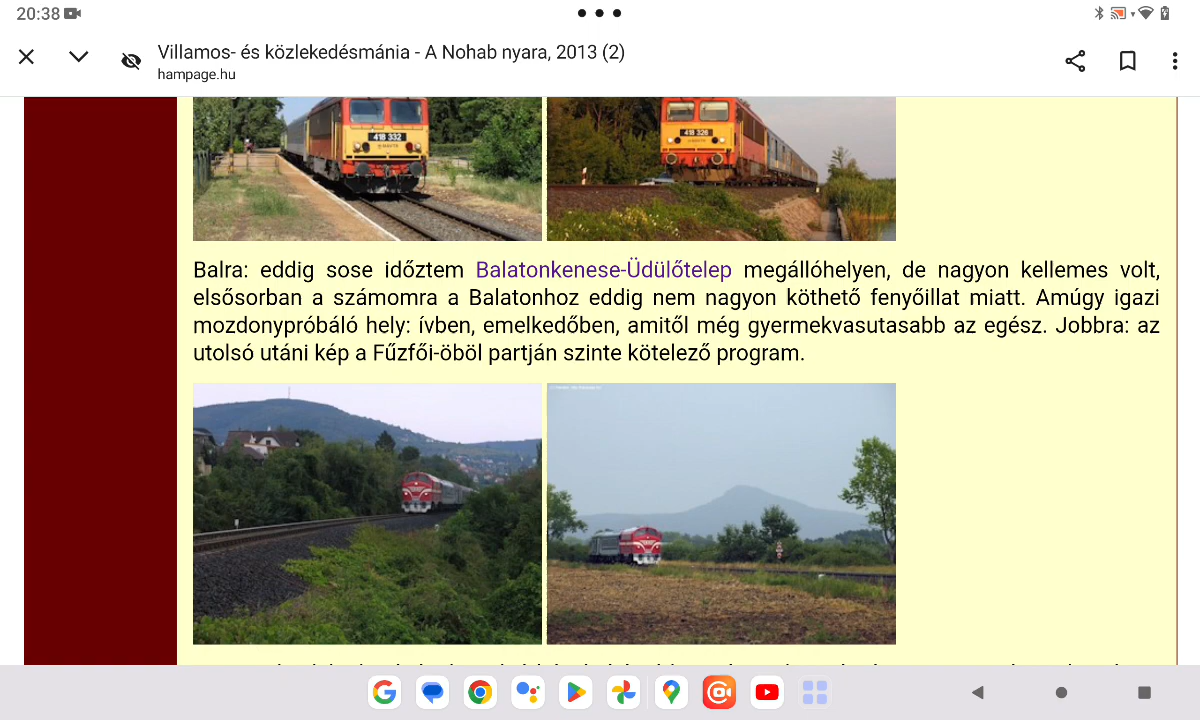 20:38
Villamos- és közlekedésmánia - A Nohab nyara, 2013 (2)
hampage.hu
418 332
418 326
Balra: eddig sose időztem Balatonkenese-Üdülőtelep megállóhelyen, de nagyon kellemes volt,
elsősorban a számomra a Balatonhoz eddig nem nagyon köthető fenyőillat miatt. Amúgy igazi
mozdonypróbáló hely: ívben, emelkedőben, amitől még gyermekvasutasabb az egész. Jobbra: az
utolsó utáni kép a Fűzfői-öböl partján szinte kötelező program.